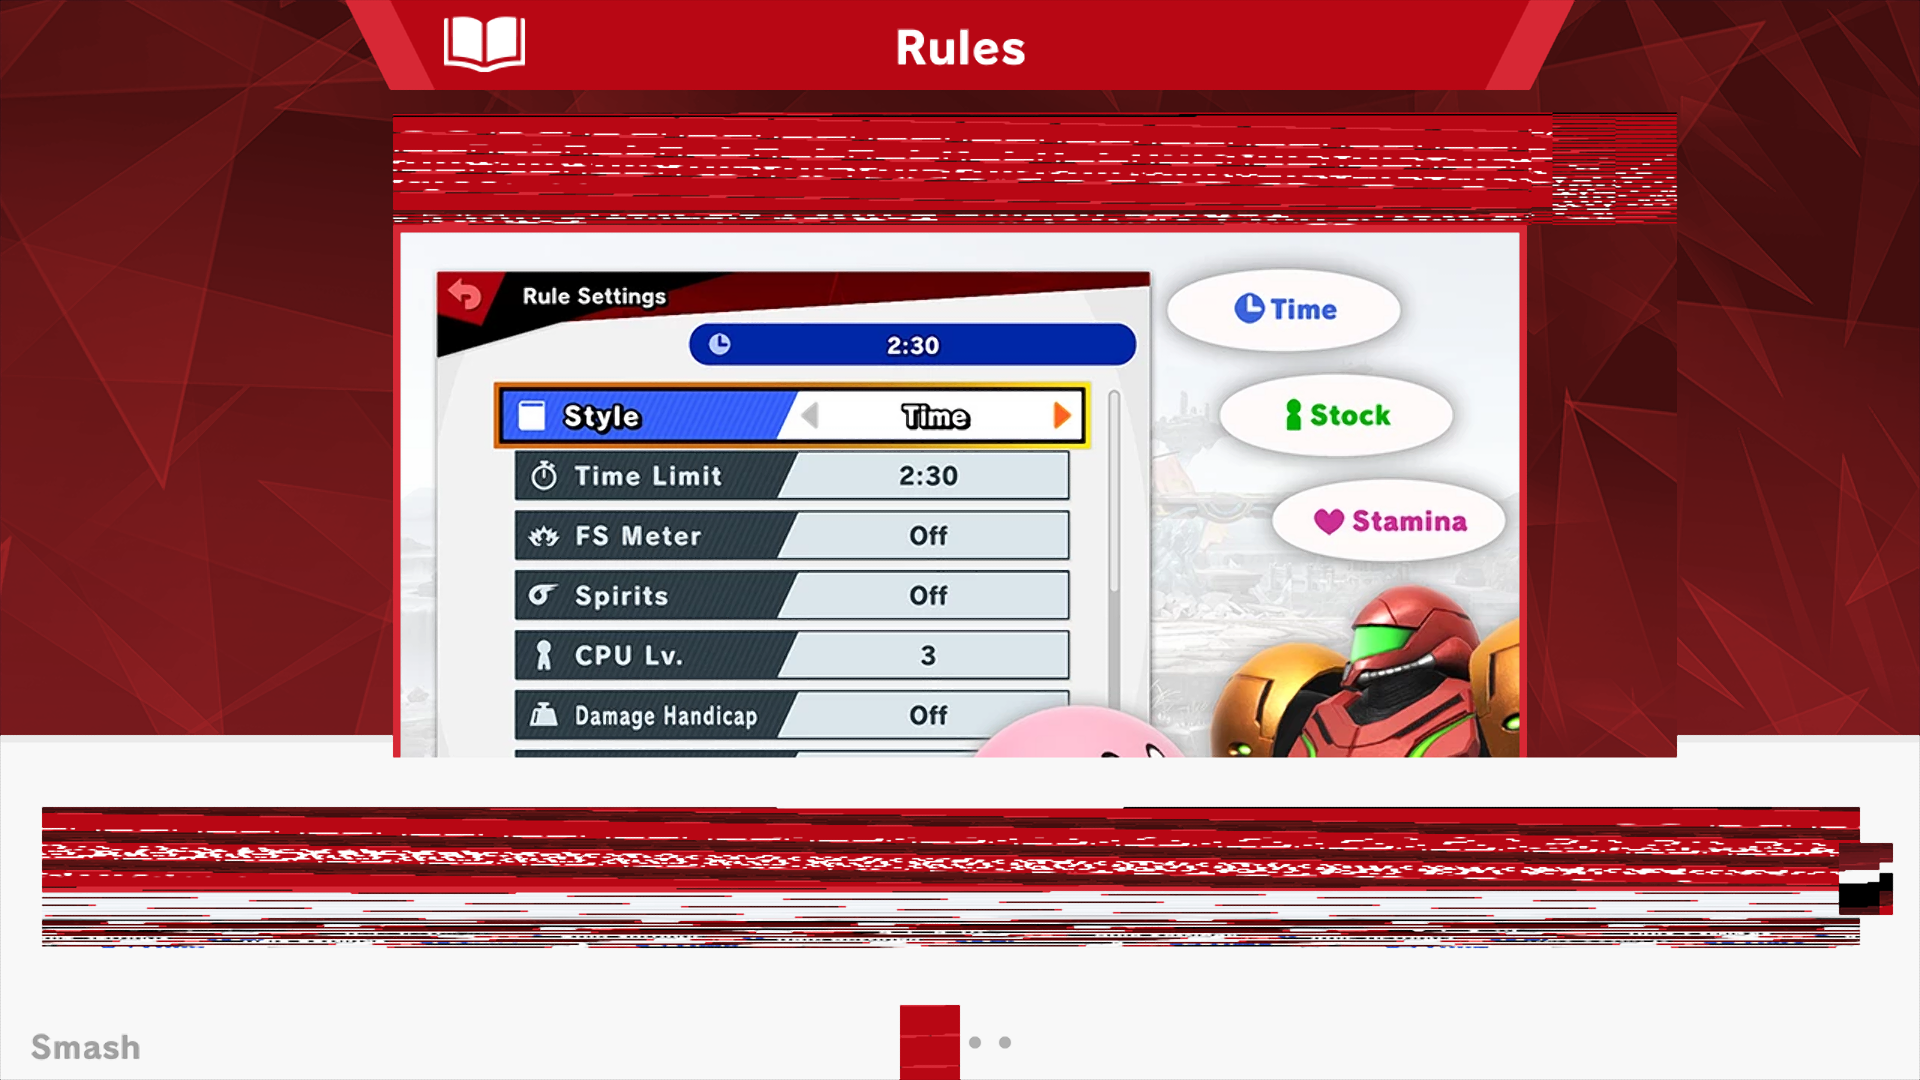 Rules
Rule Settings
2:30
Style Time
Time Limit 2:30
FS Meter Off
Spirits Off
CPU Lv. 3
Damage Handicap Off
Time
Stock
Stamina
Smash